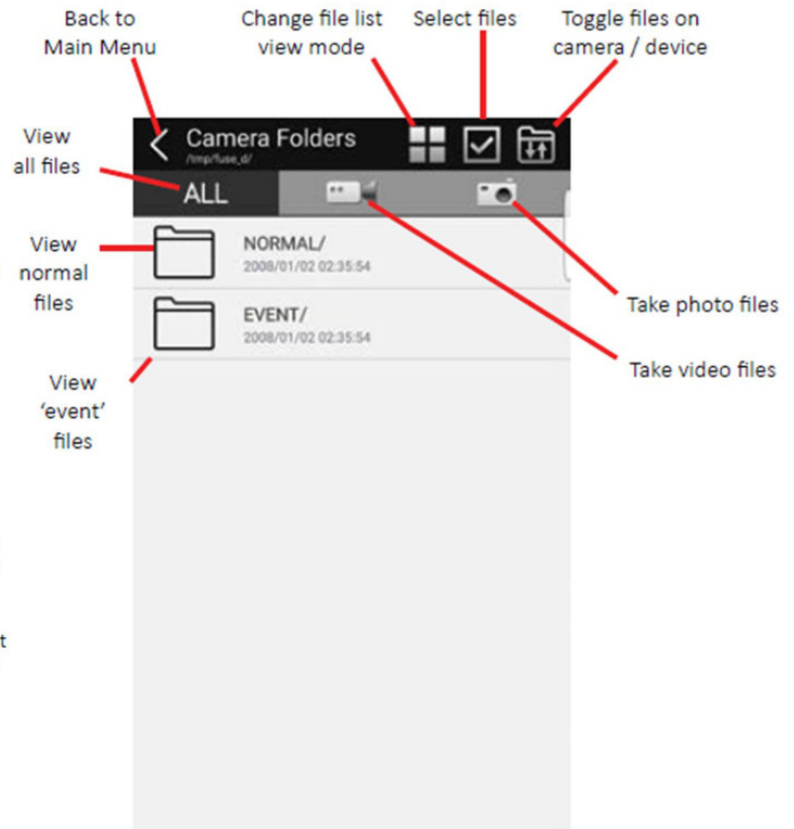 Back to
Main Menu
Change file list
view mode
Select files
Toggle files on
camera / device
View
all files
Camera Folders
/tmp/fuse_d/
ALL
View
normal
files
NORMAL/
2008/01/02 02:35:54
EVENT/
2008/01/02 02:35:54
Take photo files
Take video files
View
‘event’
files
t